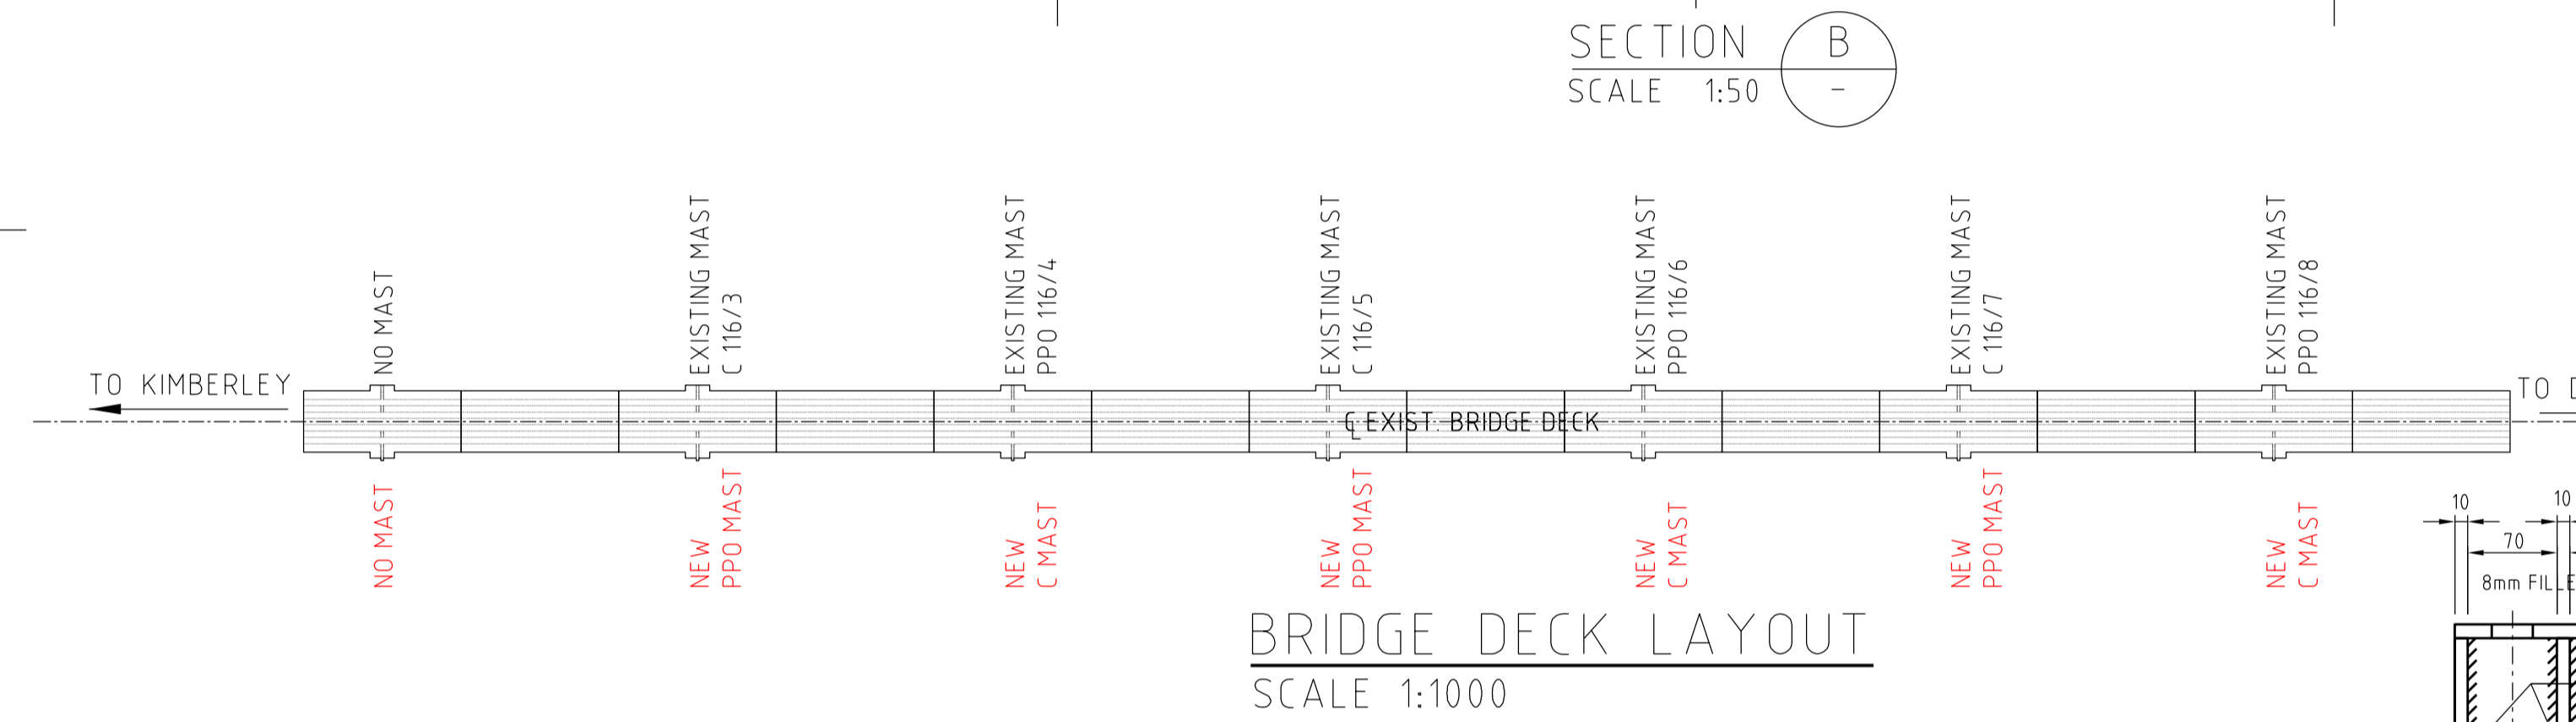 SECTION B
SCALE 1:50 -
NO MAST
EXISTING MAST
C 116/3
EXISTING MAST
PPO 116/4
EXISTING MAST
C 116/5
EXISTING MAST
PPO 116/6
EXISTING MAST
C 116/7
EXISTING MAST
PPO 116/8
TO KIMBERLEY
TO
℄ EXIST. BRIDGE DECK
NO MAST
NEW
PPO MAST
NEW
C MAST
NEW
PPO MAST
NEW
C MAST
NEW
PPO MAST
NEW
C MAST
10
10
70
8mm
BRIDGE DECK LAYOUT
SCALE 1:1000